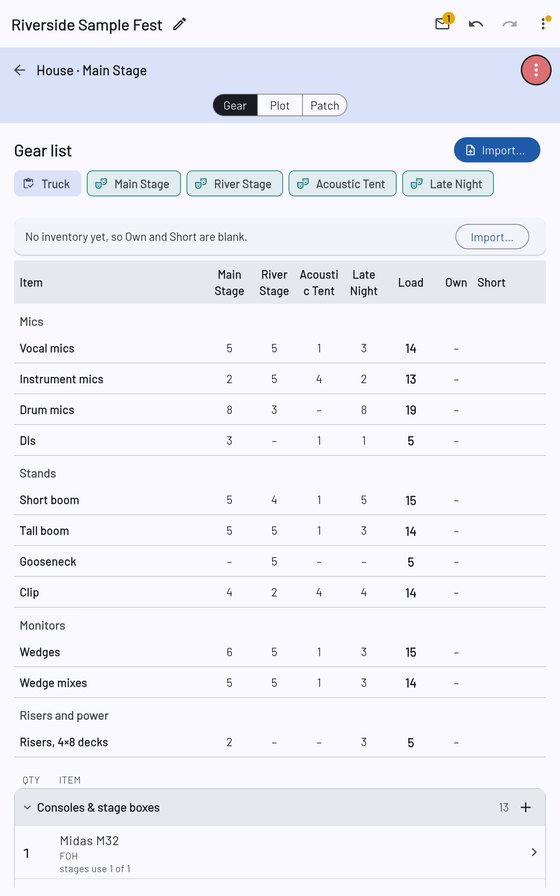 Riverside Sample Fest
1
House · Main Stage
Gear Plot Patch
Gear list
Import...
Truck Main Stage River Stage Acoustic Tent Late Night
No inventory yet, so Own and Short are blank.
Import...
Item Main Stage River Stage Acousti c Tent Late Night Load Own Short
Mics
Vocal mics 5 5 1 3 14 –
Instrument mics 2 5 4 2 13 –
Drum mics 8 3 – 8 19 –
DIs 3 – 1 1 5 –
Stands
Short boom 5 4 1 5 15 –
Tall boom 5 5 1 3 14 –
Gooseneck – 5 – – 5 –
Clip 4 2 4 4 14 –
Monitors
Wedges 6 5 1 3 15 –
Wedge mixes 5 5 1 3 14 –
Risers and power
Risers, 4×8 decks 2 – – 3 5 –
QTY ITEM
Consoles & stage boxes 13 +
1 Midas M32
FOH
stages use 1 of 1